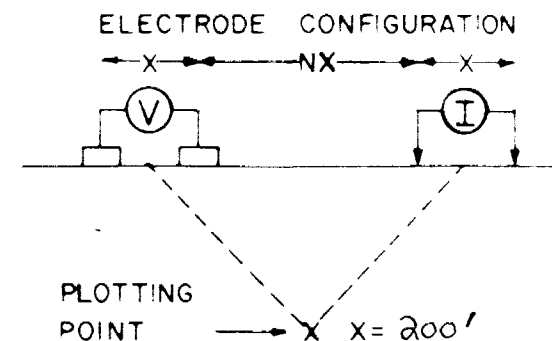 ELECTRODE CONFIGURATION
X NX X
V I
PLOTTING
POINT X X = 200'